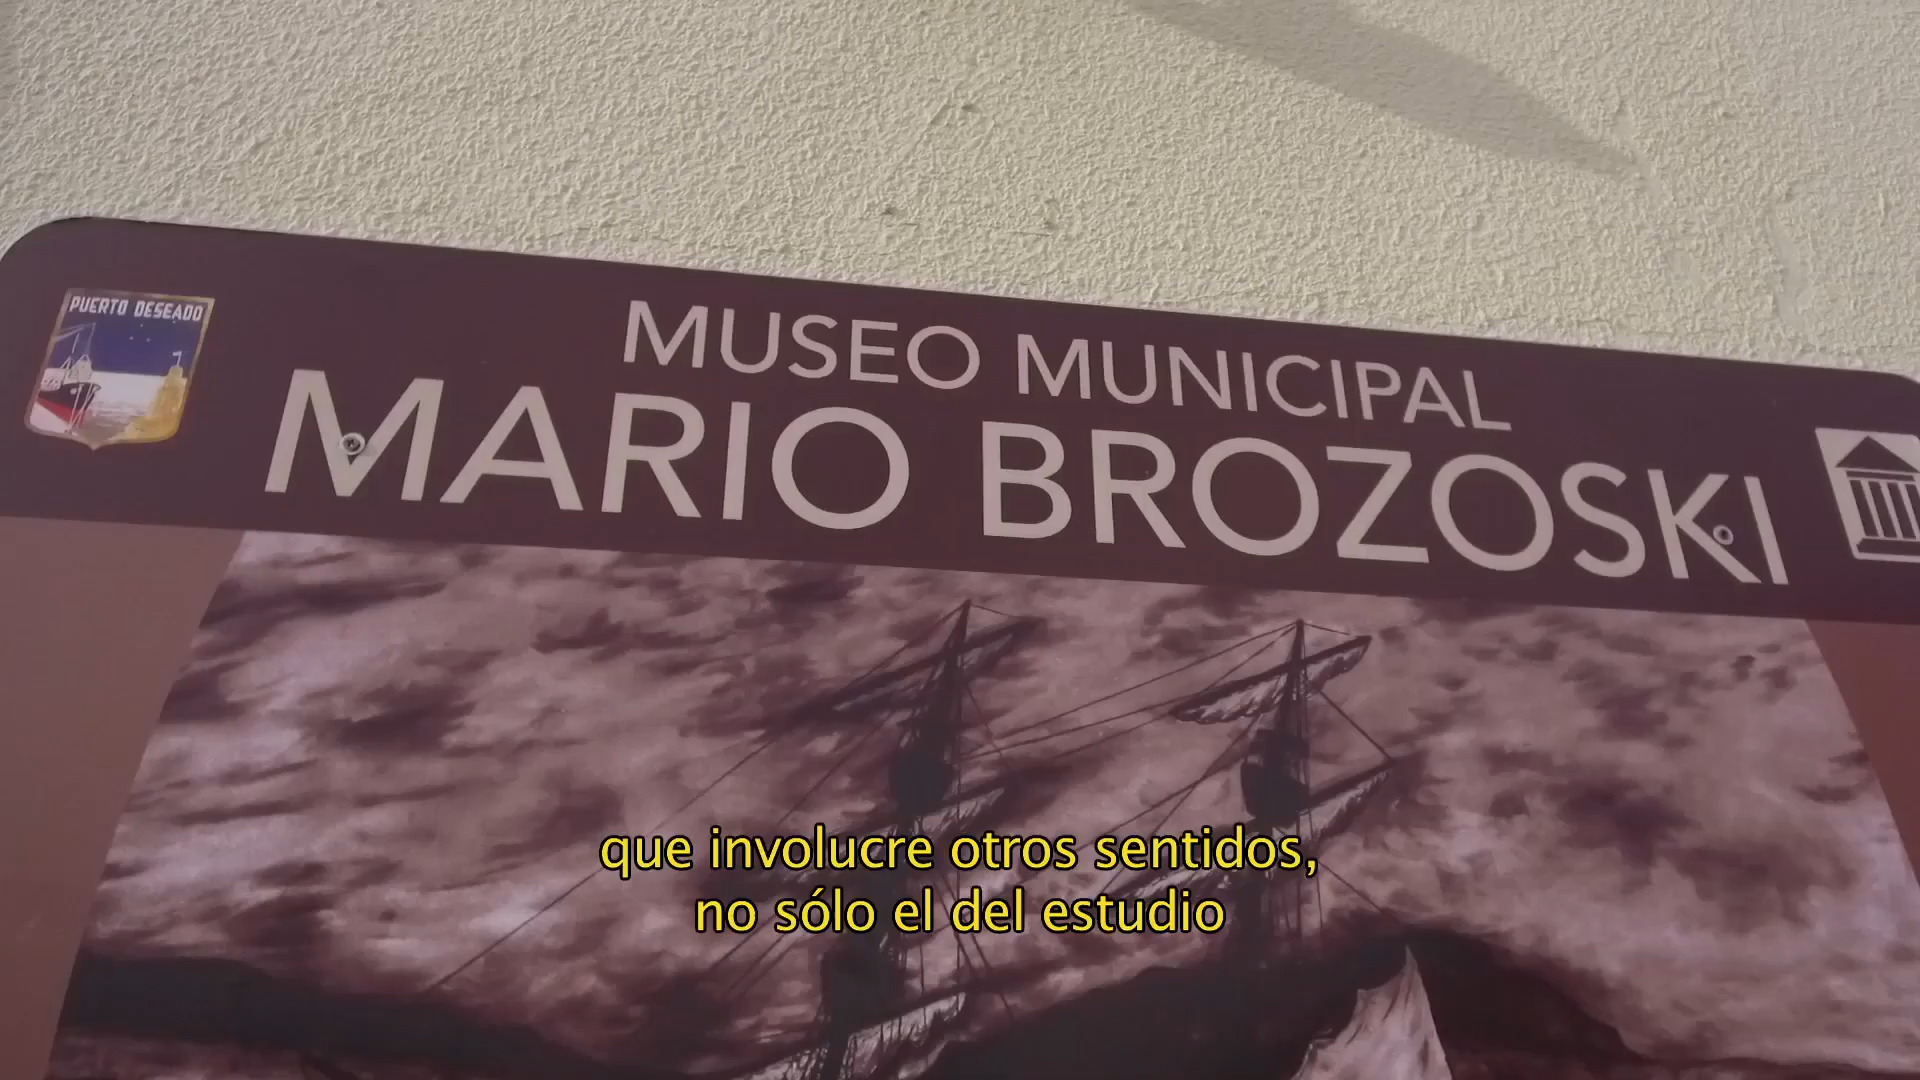 PUERTO DESEADO
MUSEO MUNICIPAL
MARIO BROZOSKI
que involucre otros sentidos,
no sólo el del estudio